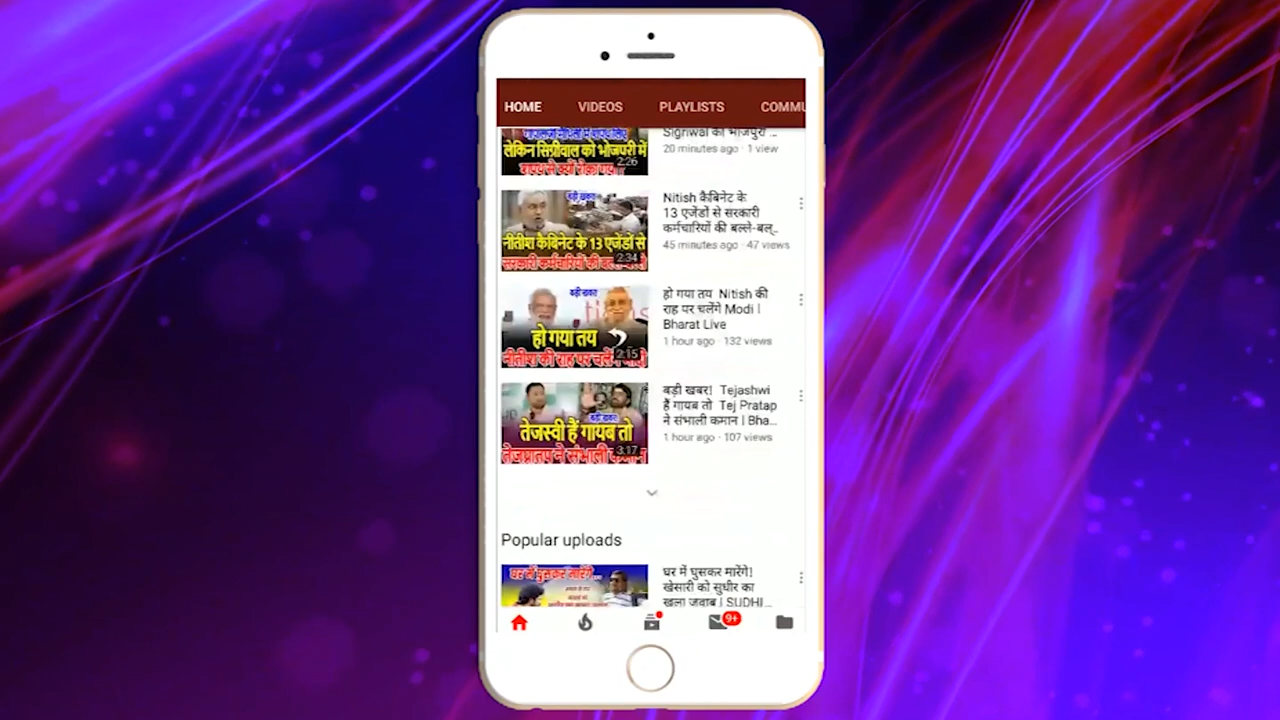 HOME
VIDEOS
PLAYLISTS
COMMU
20 minutes ago · 1 view
लेकिन सिग्रीवाल को भोजपुरी में
2:26
Nitish कैबिनेट के
13 एजेंडों से सरकारी
कर्मचारियों की बल्ले-बल्..
45 minutes ago · 47 views
बड़ी खबर
नीतीश कैबिनेट के 13 एजेंडों से
सरकारी कर्मचारियों की
2:34
हो गया तय Nitish की
राह पर चलेंगे Modi |
Bharat Live
1 hour ago · 132 views
बड़ी खबर
हो गया तय
नीतीश की राह पर
2:15
बड़ी खबर! Tejashwi
हैं गायब तो Tej Pratap
ने संभाली कमान | Bha...
1 hour ago · 107 views
बड़ी खबर
तेजस्वी हैं गायब तो
तेजप्रताप ने संभाली
3:17
Popular uploads
घर में घुसकर मारेंगे...
घर में घुसकर मारेंगे!
खेसारी को सुधीर का
खुला जवाब | SUDHI...
9+